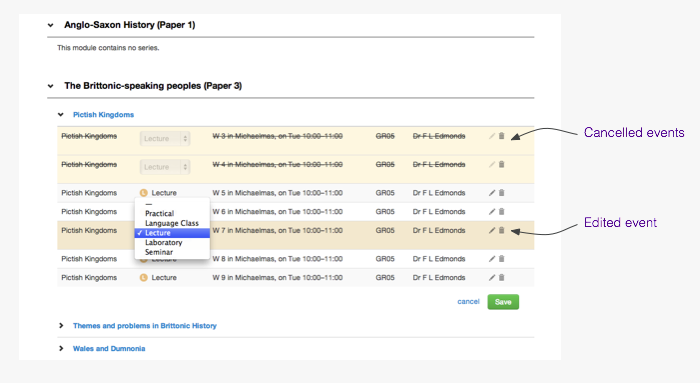 Anglo-Saxon History (Paper 1)
This module contains no series.
The Brittonic-speaking peoples (Paper 3)
Pictish Kingdoms
Pictish Kingdoms Lecture W 3 in Michaelmas, on Tue 10:00–11:00 GR05 Dr F L Edmonds
Cancelled events
Pictish Kingdoms Lecture W 4 in Michaelmas, on Tue 10:00–11:00 GR05 Dr F L Edmonds
Pictish Kingdoms L Lecture W 5 in Michaelmas, on Tue 10:00–11:00 GR05 Dr F L Edmonds
—
Pictish Kingdoms Practical W 6 in Michaelmas, on Tue 10:00–11:00 GR05 Dr F L Edmonds
Language Class
Edited event
Pictish Kingdoms ✓ Lecture W 7 in Michaelmas, on Tue 10:00–11:00 GR05 Dr F L Edmonds
Laboratory
Seminar
Pictish Kingdoms Lecture W 8 in Michaelmas, on Tue 10:00–11:00 GR05 Dr F L Edmonds
Pictish Kingdoms L Lecture W 9 in Michaelmas, on Tue 10:00–11:00 GR05 Dr F L Edmonds
cancel Save
Themes and problems in Brittonic History
Wales and Dumnonia